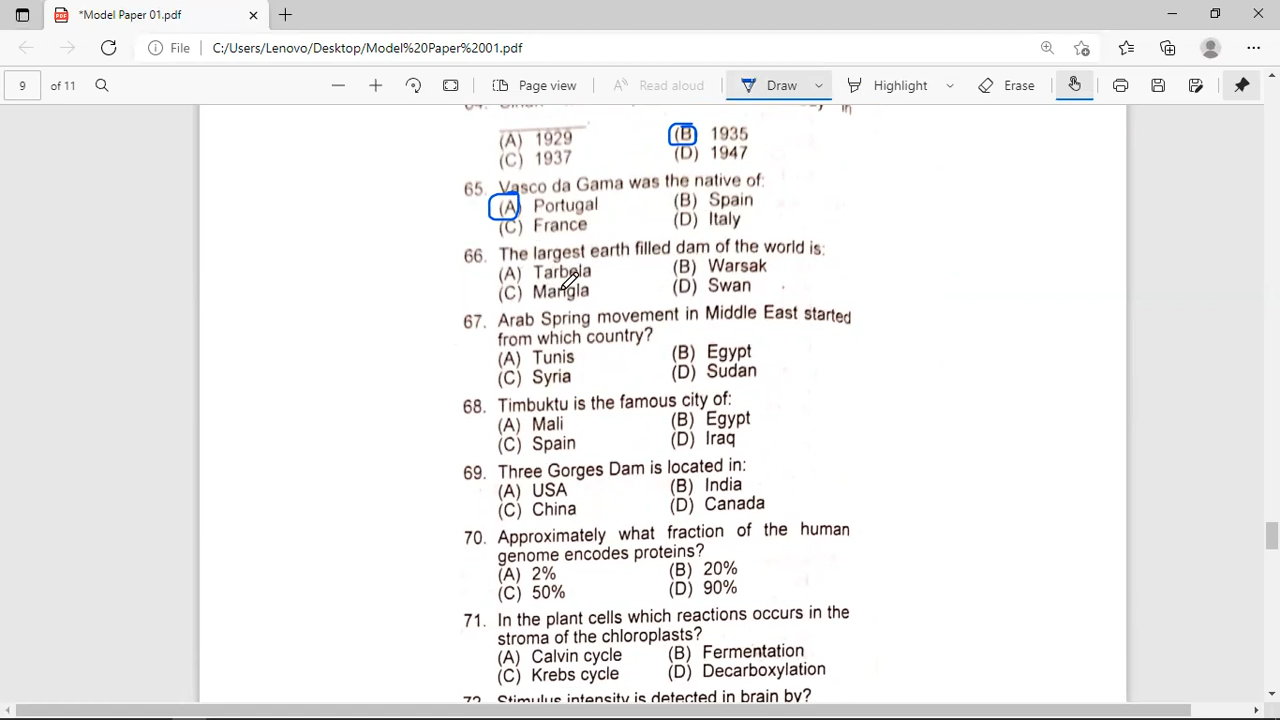 *Model Paper 01.pdf
File C:/Users/Lenovo/Desktop/Model%20Paper%2001.pdf
9 of 11 Page view Read aloud Draw Highlight Erase
64. in
(A) 1929 (B) 1935
(C) 1937 (D) 1947
65. Vasco da Gama was the native of:
(A) Portugal (B) Spain
(C) France (D) Italy
66. The largest earth filled dam of the world is:
(A) Tarbela (B) Warsak
(C) Mangla (D) Swan
67. Arab Spring movement in Middle East started
from which country?
(A) Tunis (B) Egypt
(C) Syria (D) Sudan
68. Timbuktu is the famous city of:
(A) Mali (B) Egypt
(C) Spain (D) Iraq
69. Three Gorges Dam is located in:
(A) USA (B) India
(C) China (D) Canada
70. Approximately what fraction of the human
genome encodes proteins?
(A) 2% (B) 20%
(C) 50% (D) 90%
71. In the plant cells which reactions occurs in the
stroma of the chloroplasts?
(A) Calvin cycle (B) Fermentation
(C) Krebs cycle (D) Decarboxylation
72. Stimulus intensity is detected in brain by?